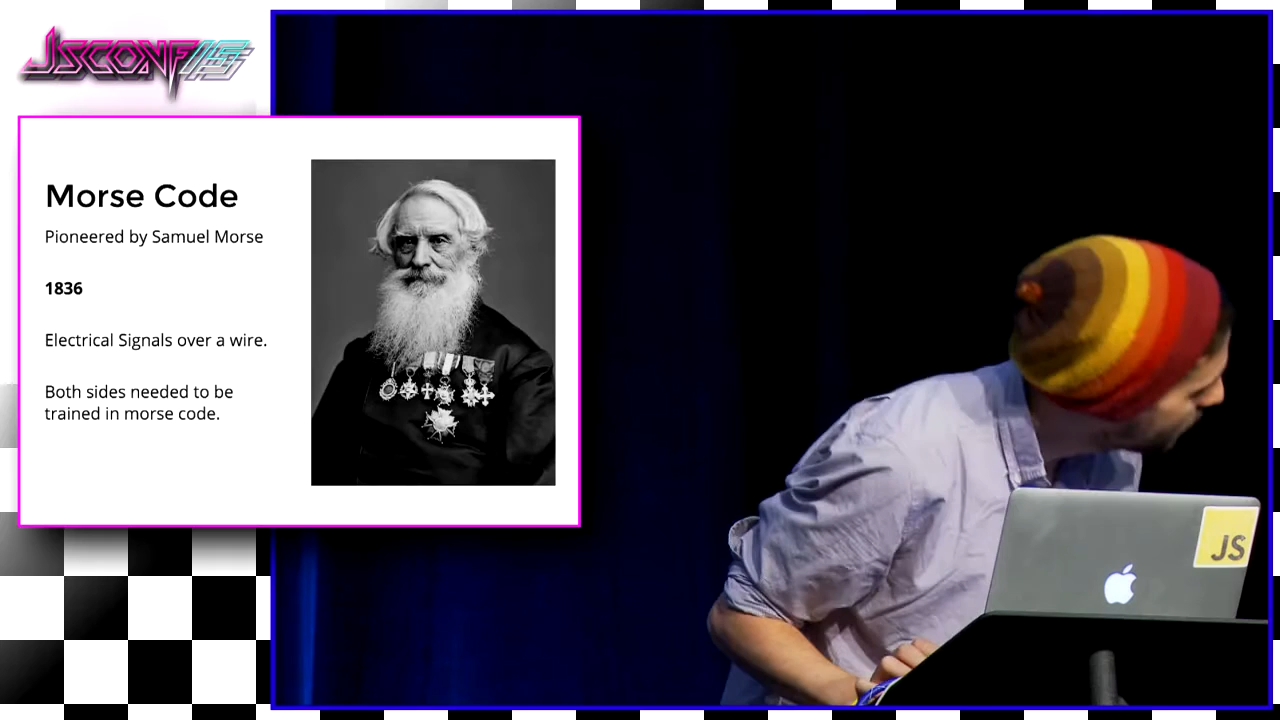 JSCONF15
Morse Code
Pioneered by Samuel Morse
1836
Electrical Signals over a wire.
Both sides needed to be
trained in morse code.
JS